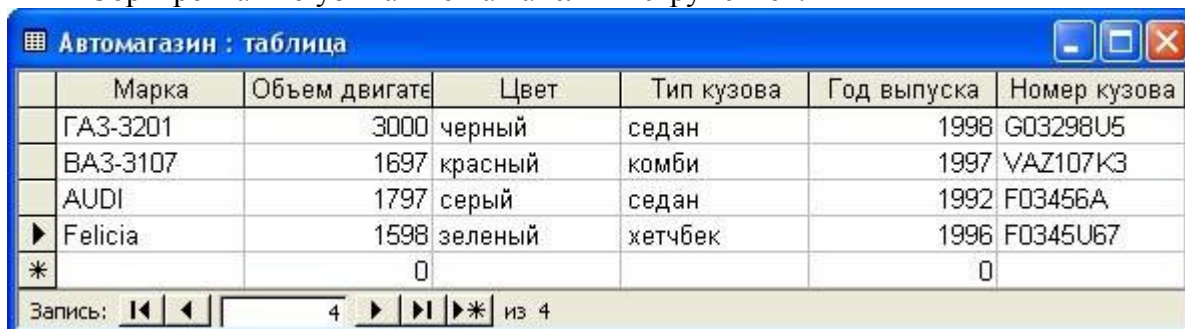 Автомагазин : таблица
Марка Объем двигате Цвет Тип кузова Год выпуска Номер кузова
ГАЗ-3201 3000 черный седан 1998 G03298U5
ВАЗ-3107 1697 красный комби 1997 VAZ107K3
AUDI 1797 серый седан 1992 F03456A
Felicia 1598 зеленый хетчбек 1996 F0345U67
0 0
Запись: 4 из 4